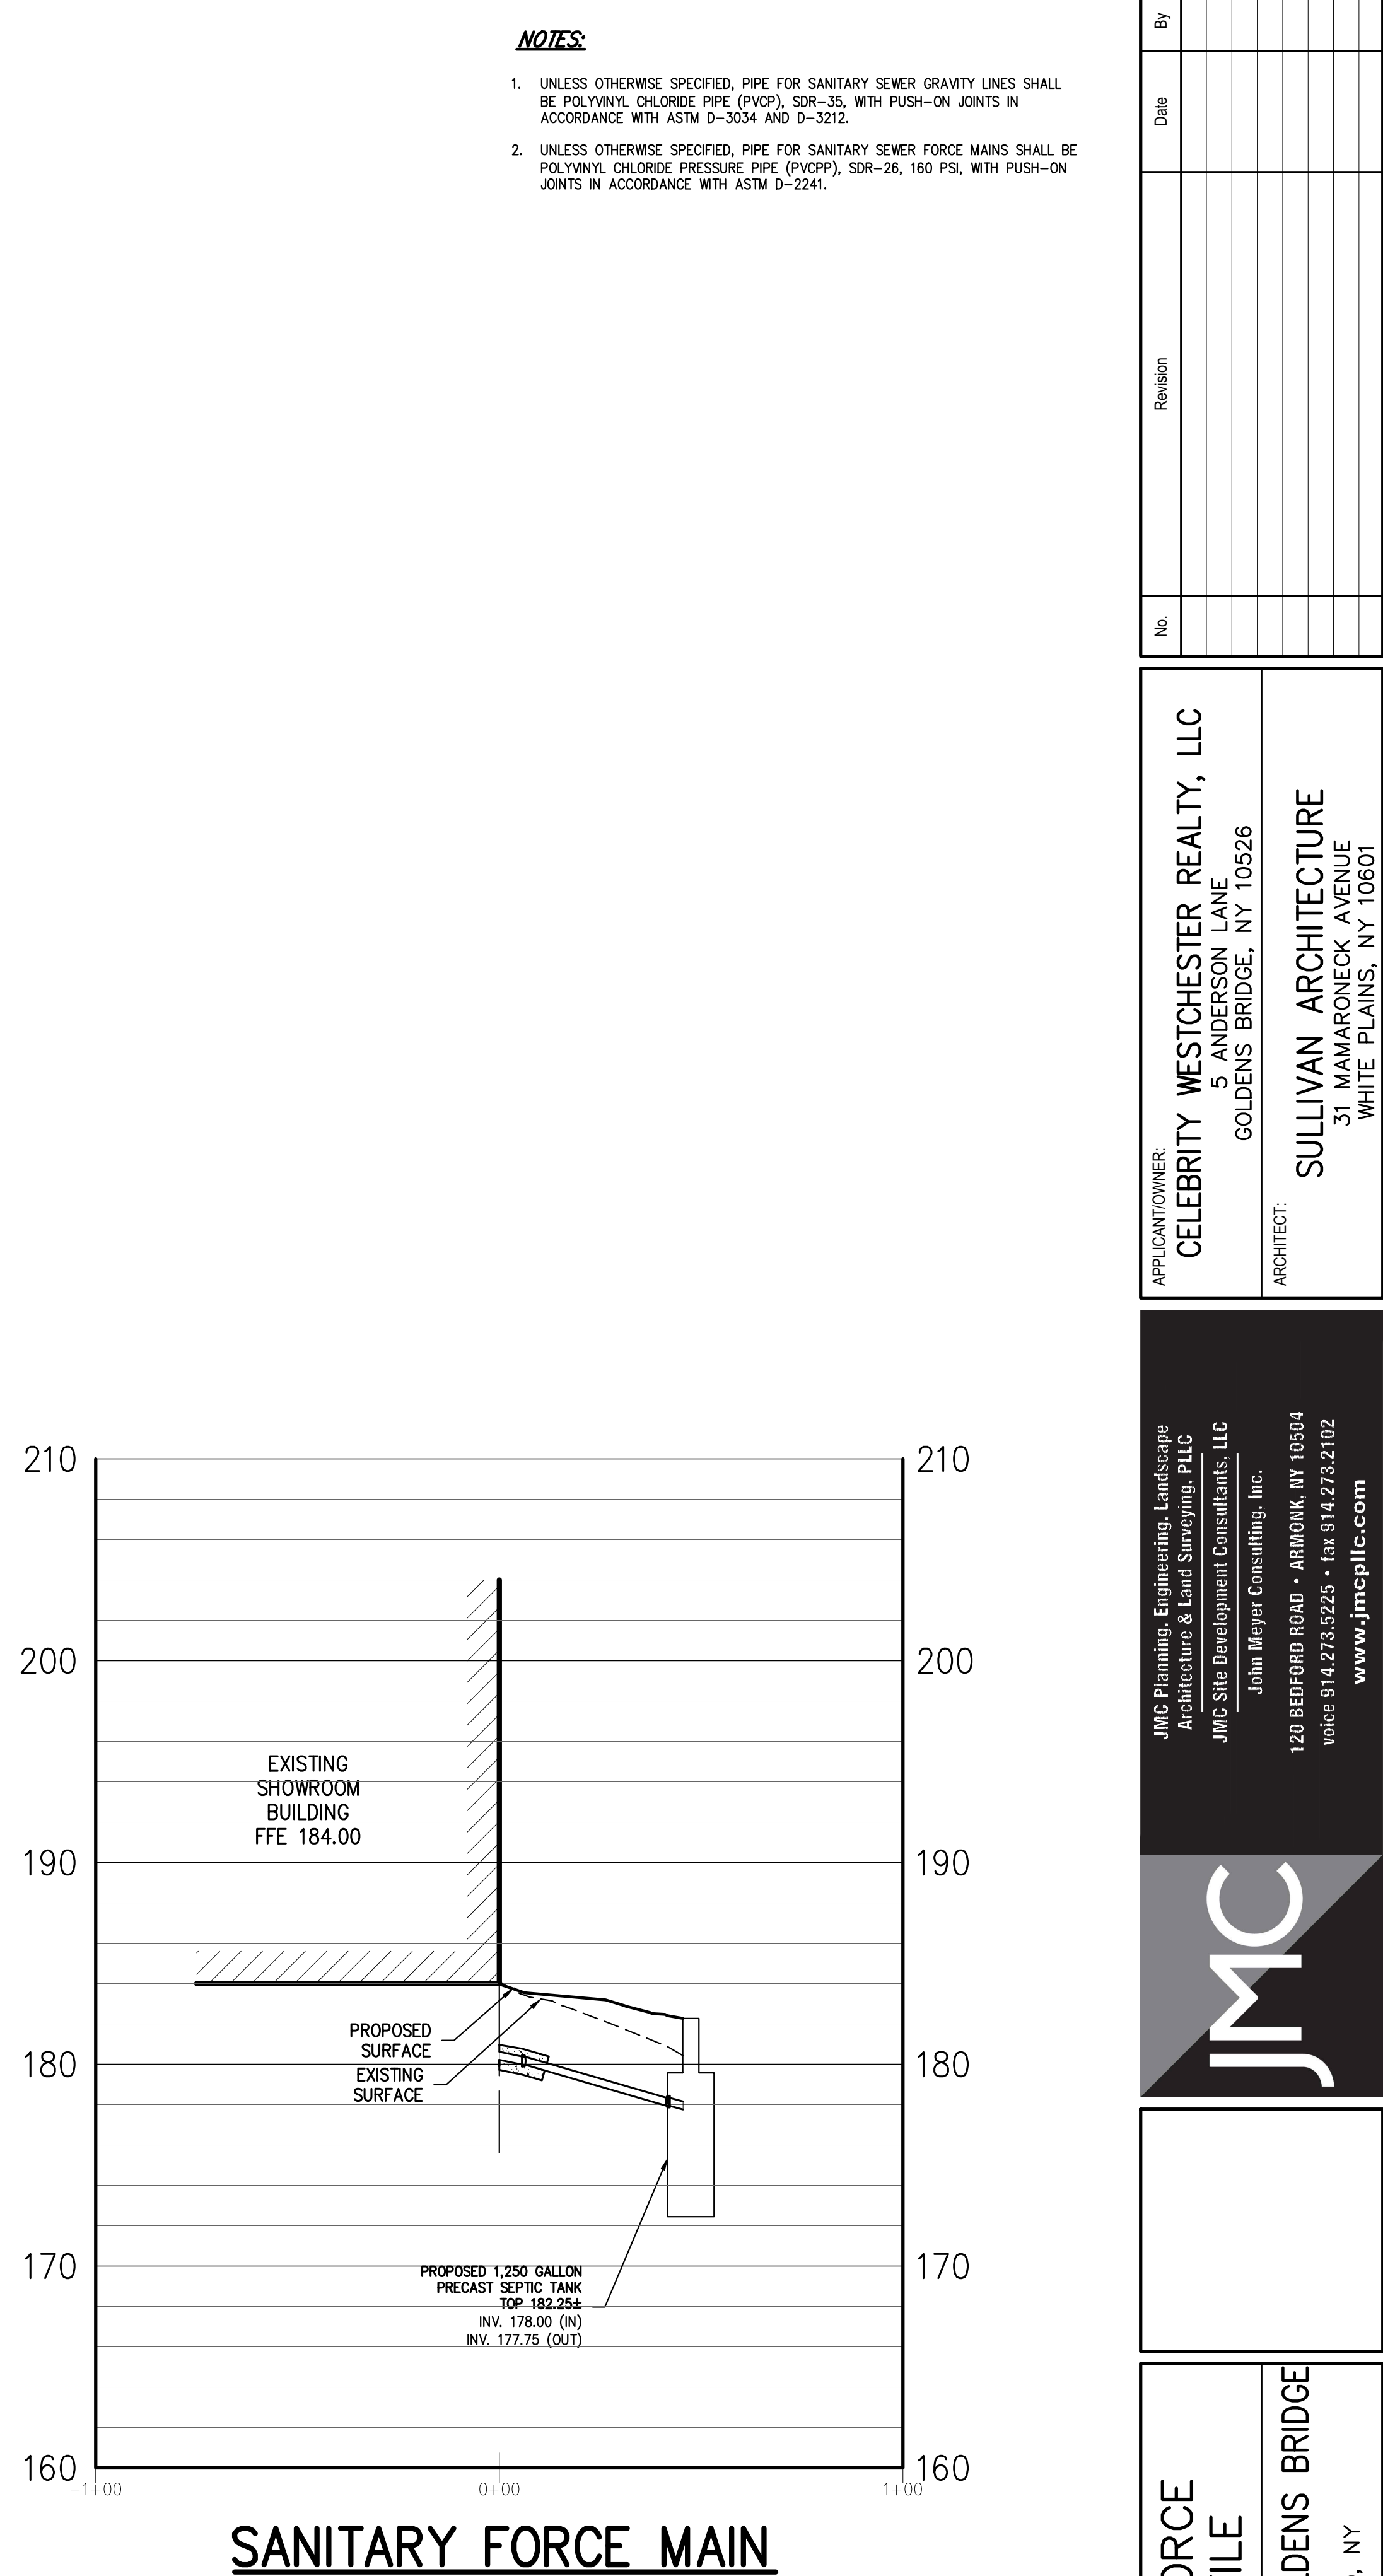 NOTES:
1. UNLESS OTHERWISE SPECIFIED, PIPE FOR SANITARY SEWER GRAVITY LINES SHALL
BE POLYVINYL CHLORIDE PIPE (PVCP), SDR-35, WITH PUSH-ON JOINTS IN
ACCORDANCE WITH ASTM D-3034 AND D-3212.
2. UNLESS OTHERWISE SPECIFIED, PIPE FOR SANITARY SEWER FORCE MAINS SHALL BE
POLYVINYL CHLORIDE PRESSURE PIPE (PVCPP), SDR-26, 160 PSI, WITH PUSH-ON
JOINTS IN ACCORDANCE WITH ASTM D-2241.
210
210
200
200
EXISTING
SHOWROOM
BUILDING
FFE 184.00
190
190
PROPOSED
SURFACE
180
180
EXISTING
SURFACE
170
170
PROPOSED 1,250 GALLON
PRECAST SEPTIC TANK
TOP 182.25±
INV. 178.00 (IN)
INV. 177.75 (OUT)
160
160
-1+00
0+00
1+00
SANITARY FORCE MAIN
No.
Revision
Date
By
APPLICANT/OWNER:
CELEBRITY WESTCHESTER REALTY, LLC
5 ANDERSON LANE
GOLDENS BRIDGE, NY 10526
ARCHITECT:
SULLIVAN ARCHITECTURE
31 MAMARONECK AVENUE
WHITE PLAINS, NY 10601
JMC Planning, Engineering, Landscape
Architecture & Land Surveying, PLLC
JMC Site Development Consultants, LLC
John Meyer Consulting, Inc.
120 BEDFORD ROAD • ARMONK, NY 10504
voice 914.273.5225 • fax 914.273.2102
www.jmcpllc.com
JMC
ORCE
ILE
DENS BRIDGE
, NY